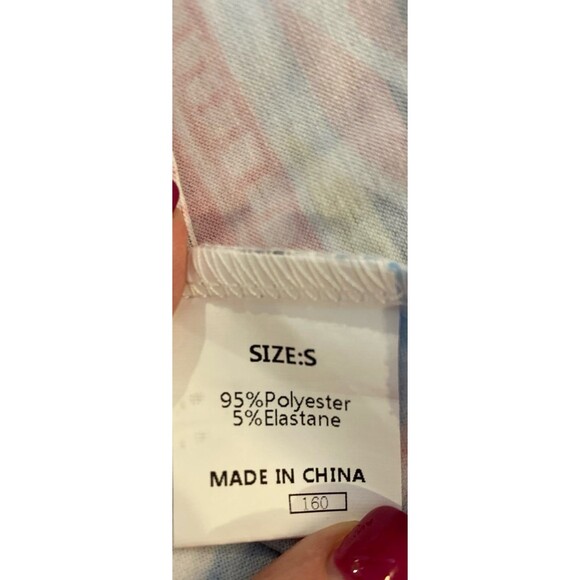 SIZE:S
95%Polyester
5%Elastane
MADE IN CHINA
160